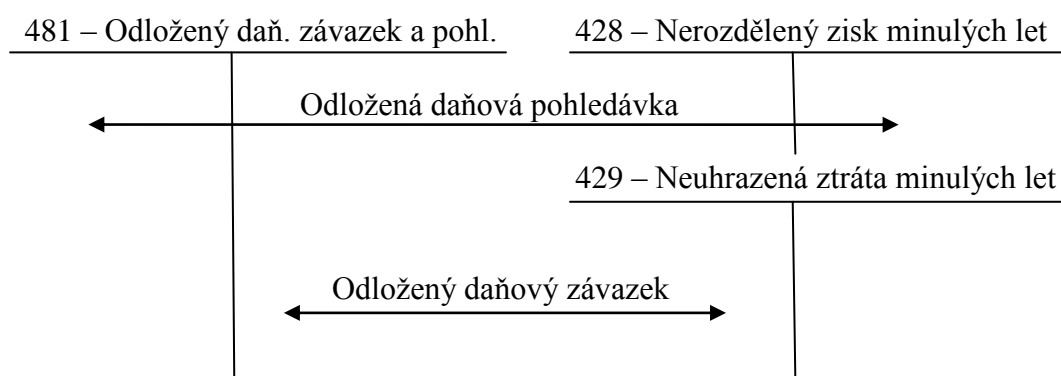 481 – Odložený daň. závazek a pohl.
428 – Nerozdělený zisk minulých let
Odložená daňová pohledávka
429 – Neuhrazená ztráta minulých let
Odložený daňový závazek